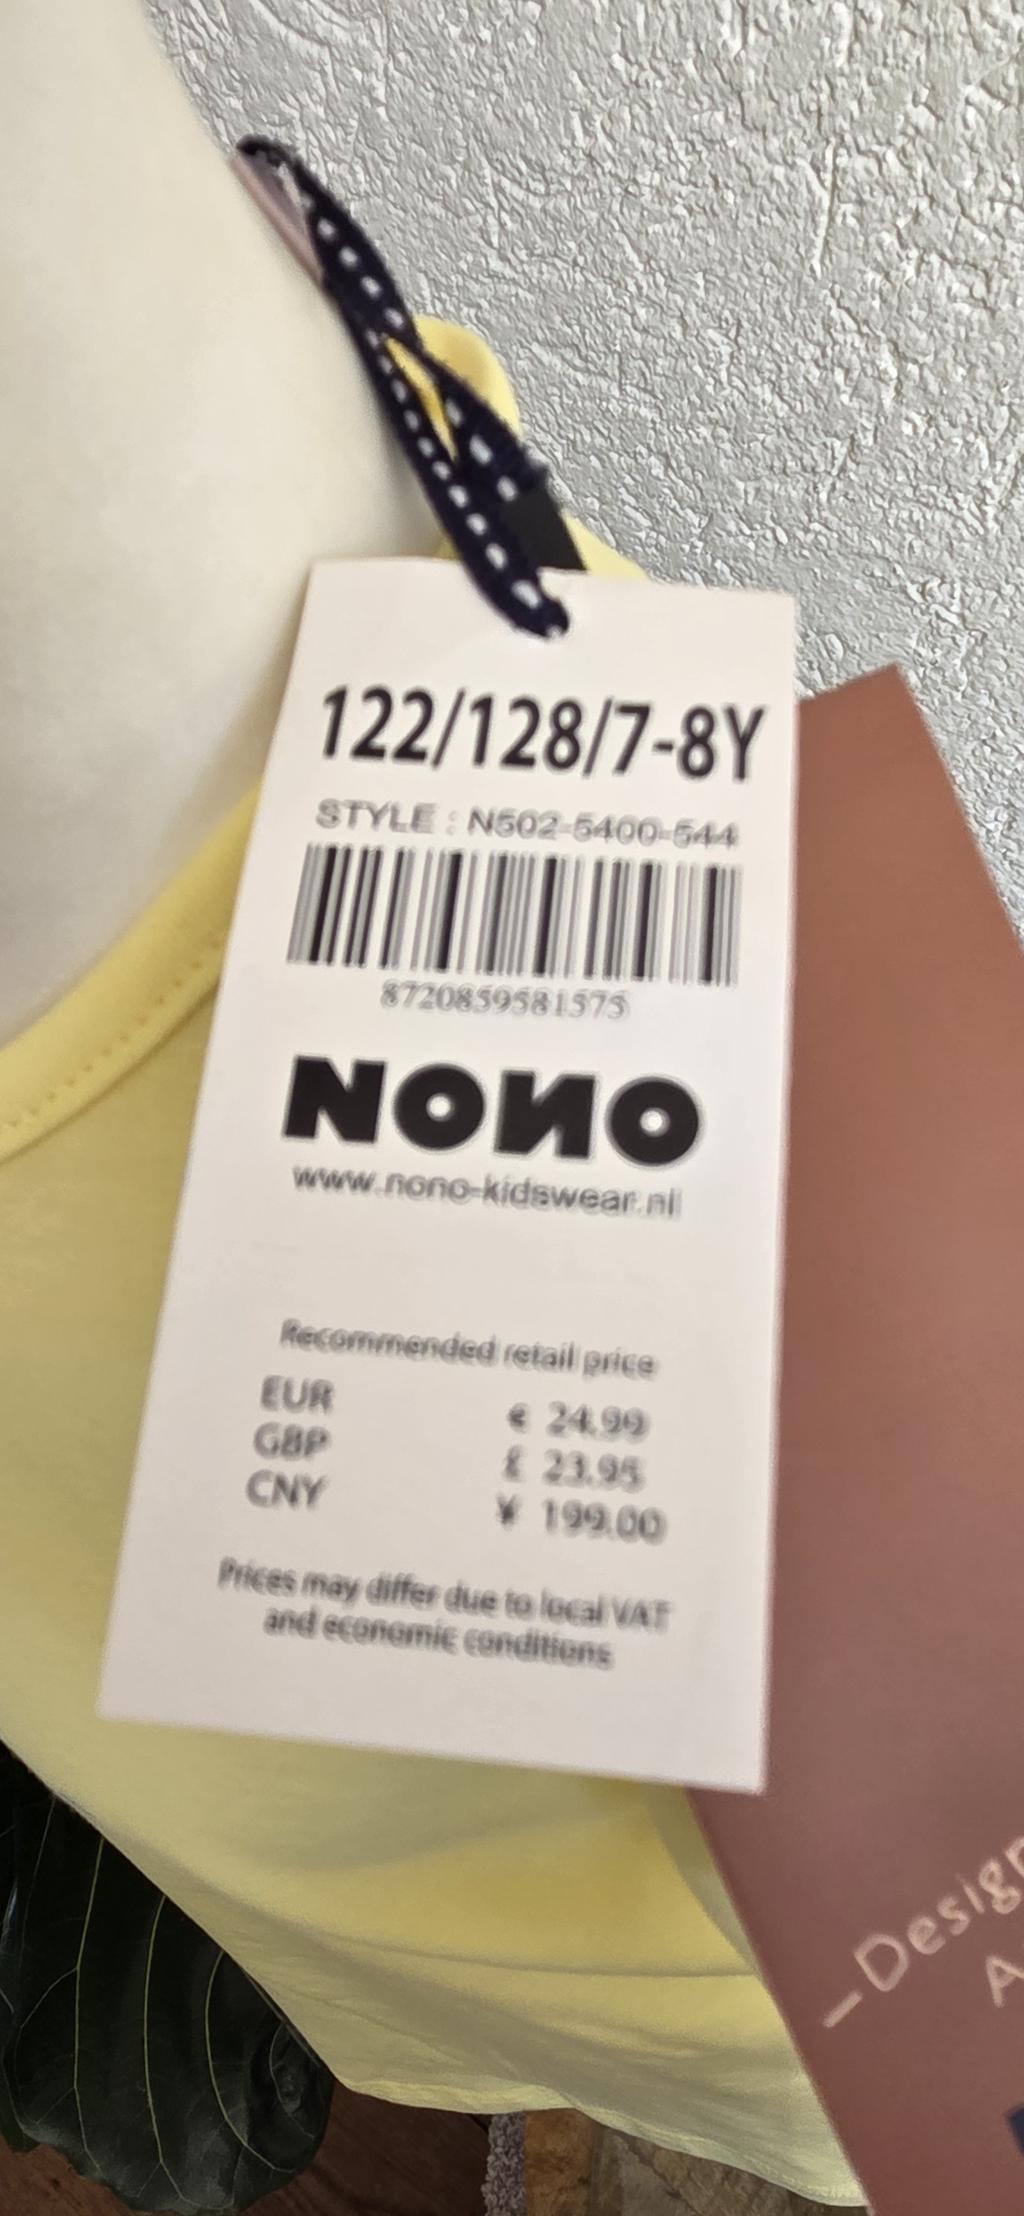 122/128/7-8Y
STYLE : N502-5400-544
8720859581575
NONO
www.nono-kidswear.nl
Recommended retail price
EUR € 24.99
GBP £ 23.95
CNY ¥ 199.00
Prices may differ due to local VAT
and economic conditions
—Design
A